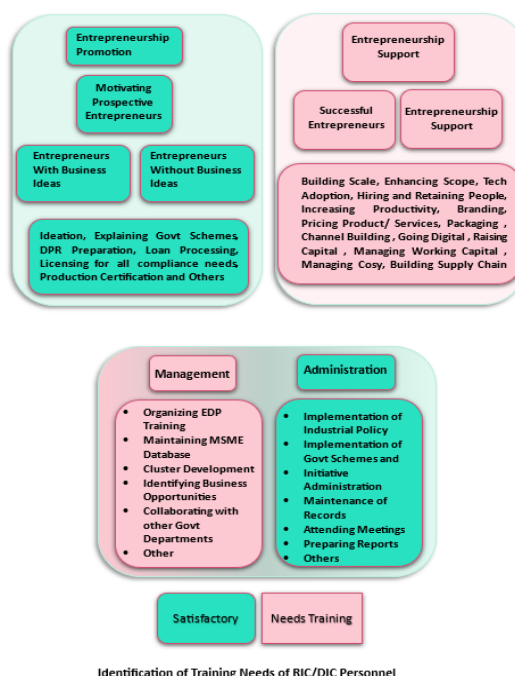 Entrepreneurship
Promotion
Motivating
Prospective
Entrepreneurs
Entrepreneurs
With Business
Ideas
Entrepreneurs
Without Business
Ideas
Ideation, Explaining Govt Schemes,
DPR Preparation, Loan Processing,
Licensing for all compliance needs,
Production Certification and Others
Entrepreneurship
Support
Successful
Entrepreneurs
Entrepreneurship
Support
Building Scale, Enhancing Scope, Tech
Adoption, Hiring and Retaining People,
Increasing Productivity, Branding,
Pricing Product/ Services, Packaging ,
Channel Building , Going Digital , Raising
Capital , Managing Working Capital ,
Managing Cosy, Building Supply Chain
Management
• Organizing EDP
Training
• Maintaining MSME
Database
• Cluster Development
• Identifying Business
Opportunities
• Collaborating with
other Govt
Departments
• Other
Administration
• Implementation of
Industrial Policy
• Implementation of
Govt Schemes and
• Initiative
Administration
• Maintenance of
Records
• Attending Meetings
• Preparing Reports
• Others
Satisfactory
Needs Training
Identification of Training Needs of RIC/DIC Personnel